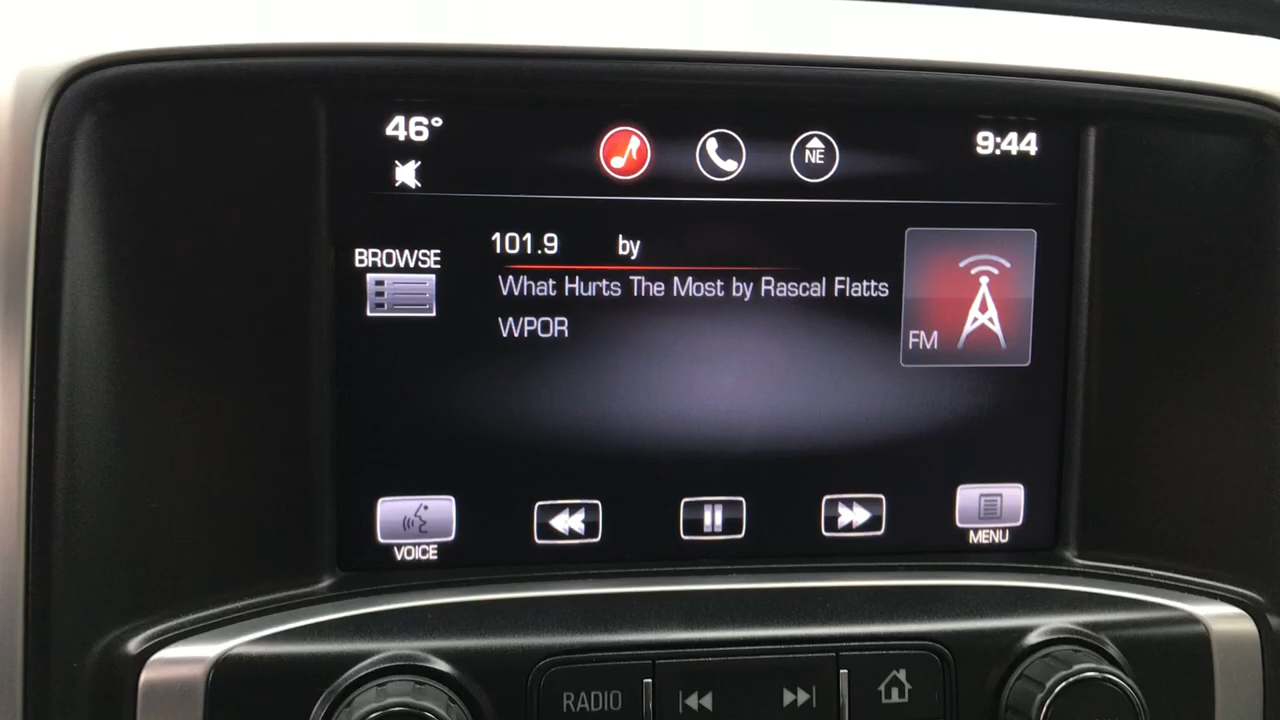 46°
NE
9:44
BROWSE
101.9 by
What Hurts The Most by Rascal Flatts
WPOR
FM
VOICE
MENU
RADIO